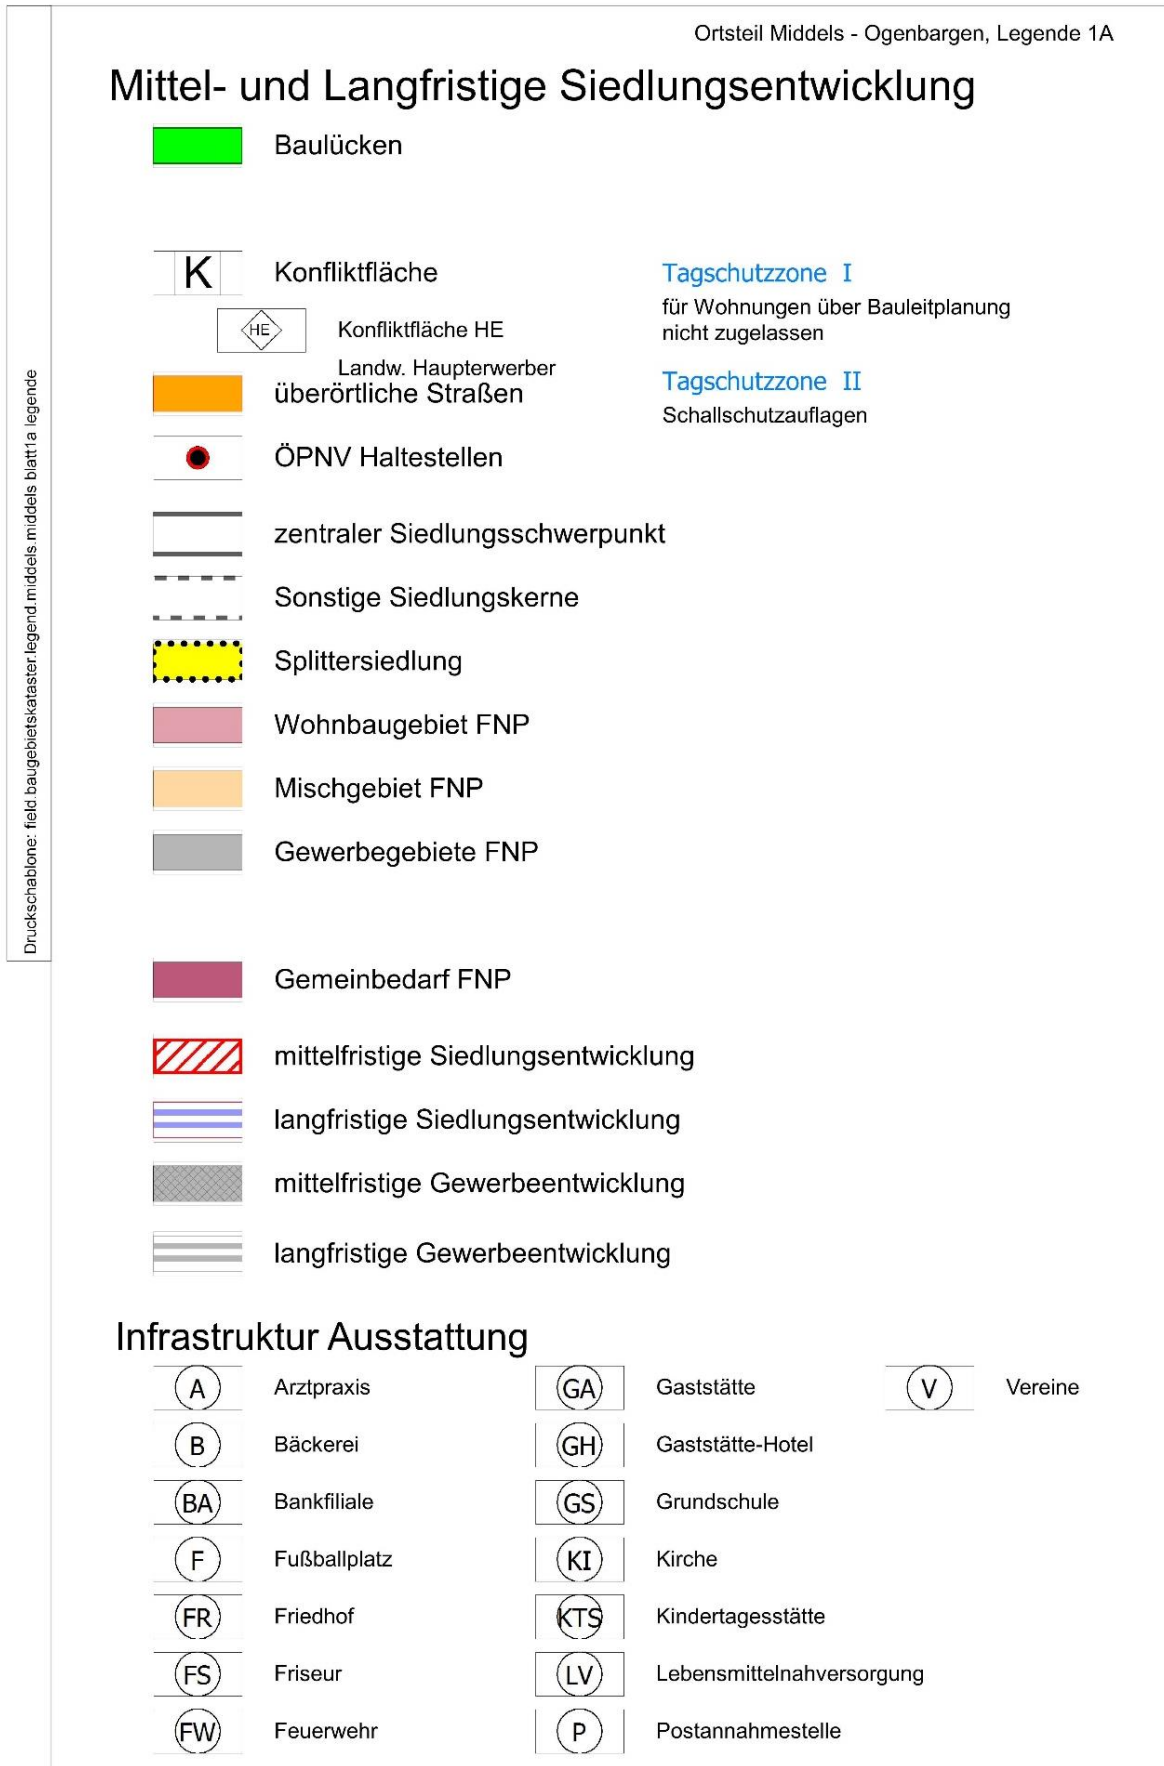 Ortsteil Middels - Ogenbargen, Legende 1A
Mittel- und Langfristige Siedlungsentwicklung
Baulücken
K Konfliktfläche
HE Konfliktfläche HE
Landw. Haupterwerber
überörtliche Straßen
ÖPNV Haltestellen
zentraler Siedlungsschwerpunkt
Sonstige Siedlungskerne
Splittersiedlung
Wohnbaugebiet FNP
Mischgebiet FNP
Gewerbegebiete FNP
Gemeinbedarf FNP
mittelfristige Siedlungsentwicklung
langfristige Siedlungsentwicklung
mittelfristige Gewerbeentwicklung
langfristige Gewerbeentwicklung
Tagschutzzone I
für Wohnungen über Bauleitplanung
nicht zugelassen
Tagschutzzone II
Schallschutzauflagen
Infrastruktur Ausstattung
A Arztpraxis
B Bäckerei
BA Bankfiliale
F Fußballplatz
FR Friedhof
FS Friseur
FW Feuerwehr
GA Gaststätte
GH Gaststätte-Hotel
GS Grundschule
KI Kirche
KTS Kindertagesstätte
LV Lebensmittelnahversorgung
P Postannahmestelle
V Vereine
Druckschablone: field.baugebietskataster.legend.middels.middels blatt1a legende